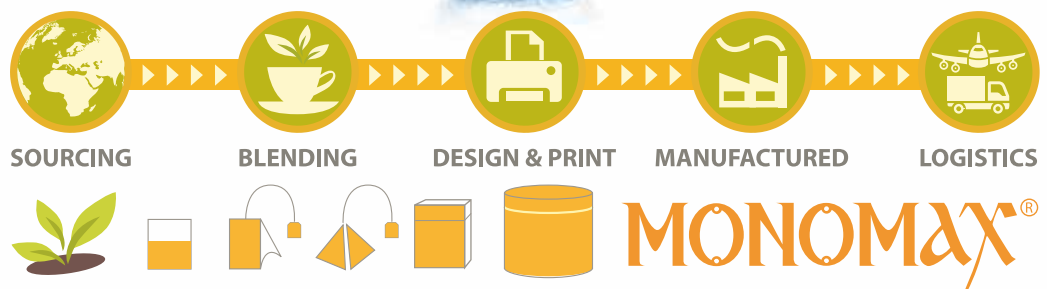 SOURCING
BLENDING
DESIGN & PRINT
MANUFACTURED
LOGISTICS
MONOMAX®